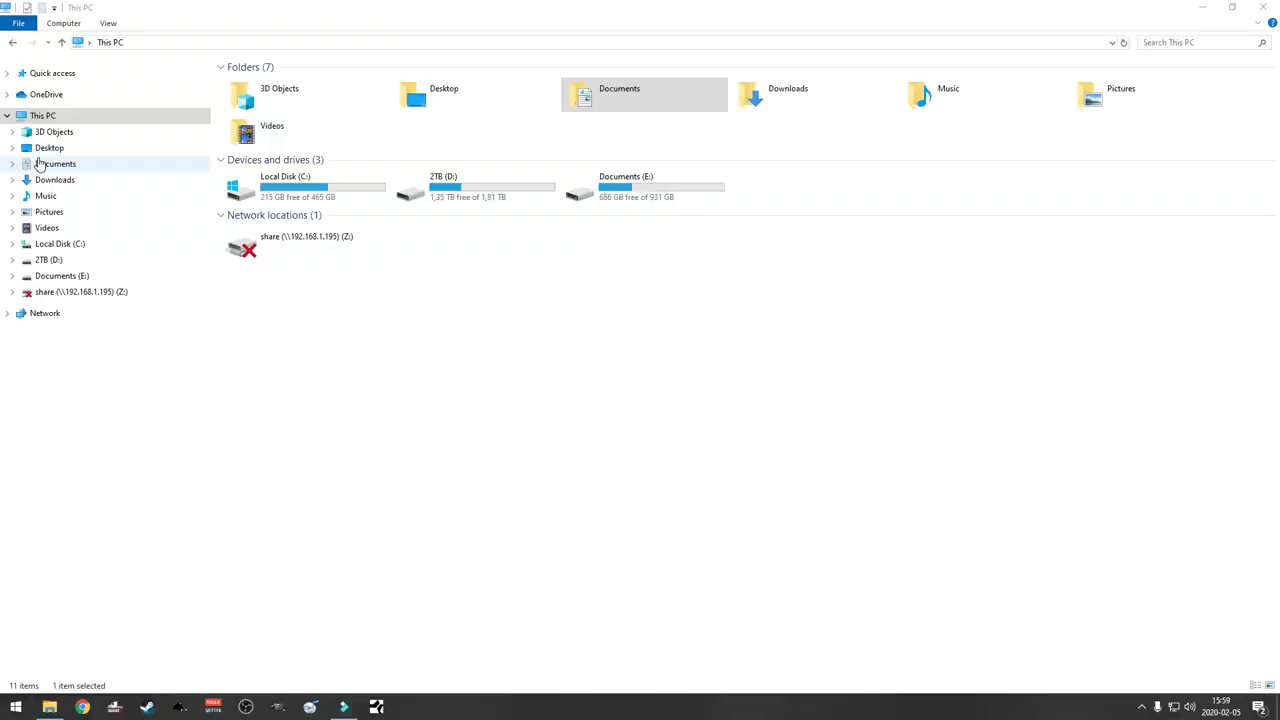 This PC
File Computer View
This PC
Search This PC
Quick access
OneDrive
This PC
3D Objects
Desktop
Documents
Downloads
Music
Pictures
Videos
Local Disk (C:)
2TB (D:)
Documents (E:)
share (\\192.168.1.195) (Z:)
Network
Folders (7)
3D Objects
Desktop
Documents
Downloads
Music
Pictures
Videos
Devices and drives (3)
Local Disk (C:)
215 GB free of 465 GB
2TB (D:)
1,35 TB free of 1,81 TB
Documents (E:)
686 GB free of 931 GB
Network locations (1)
share (\\192.168.1.195) (Z:)
11 items 1 item selected
15:59
2020-02-05
2